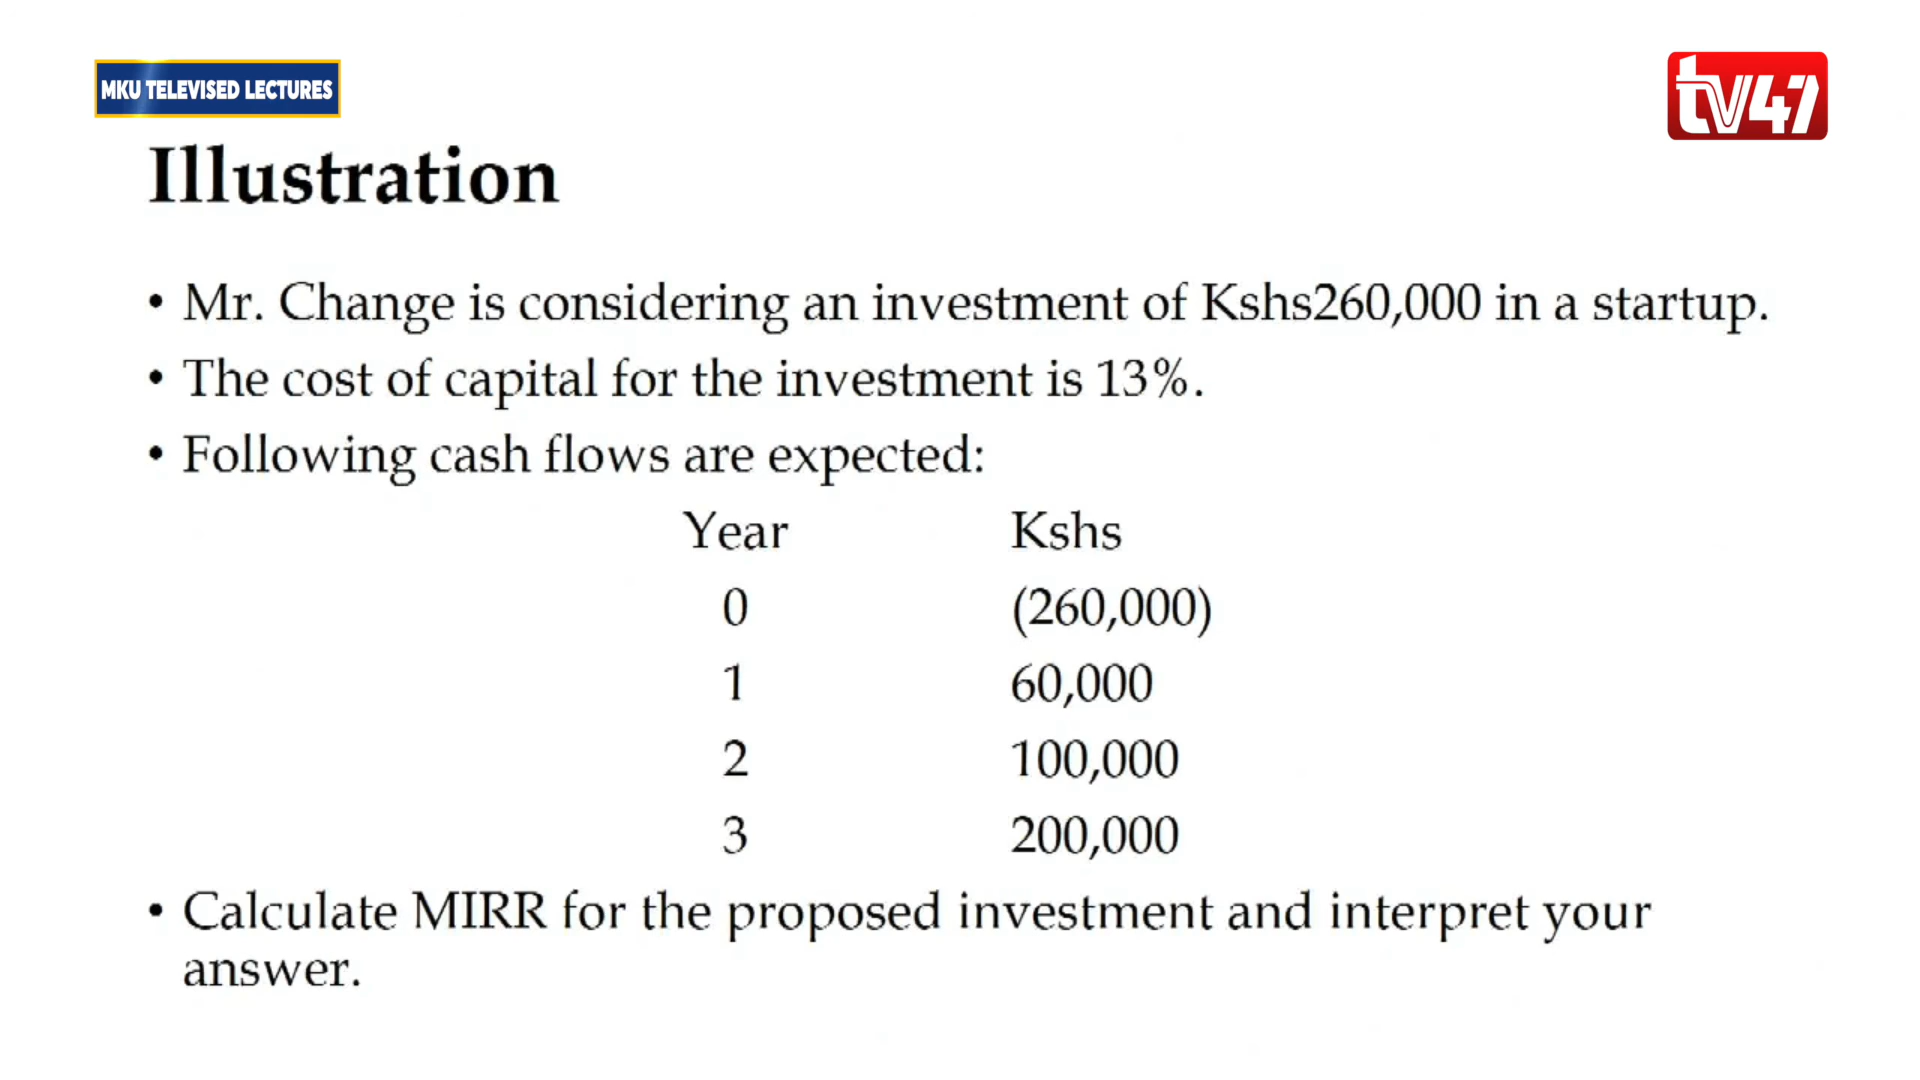 MKU TELEVISED LECTURES
tv47
Illustration
• Mr. Change is considering an investment of Kshs260,000 in a startup.
• The cost of capital for the investment is 13%.
• Following cash flows are expected:
Year Kshs
0 (260,000)
1 60,000
2 100,000
3 200,000
• Calculate MIRR for the proposed investment and interpret your
answer.